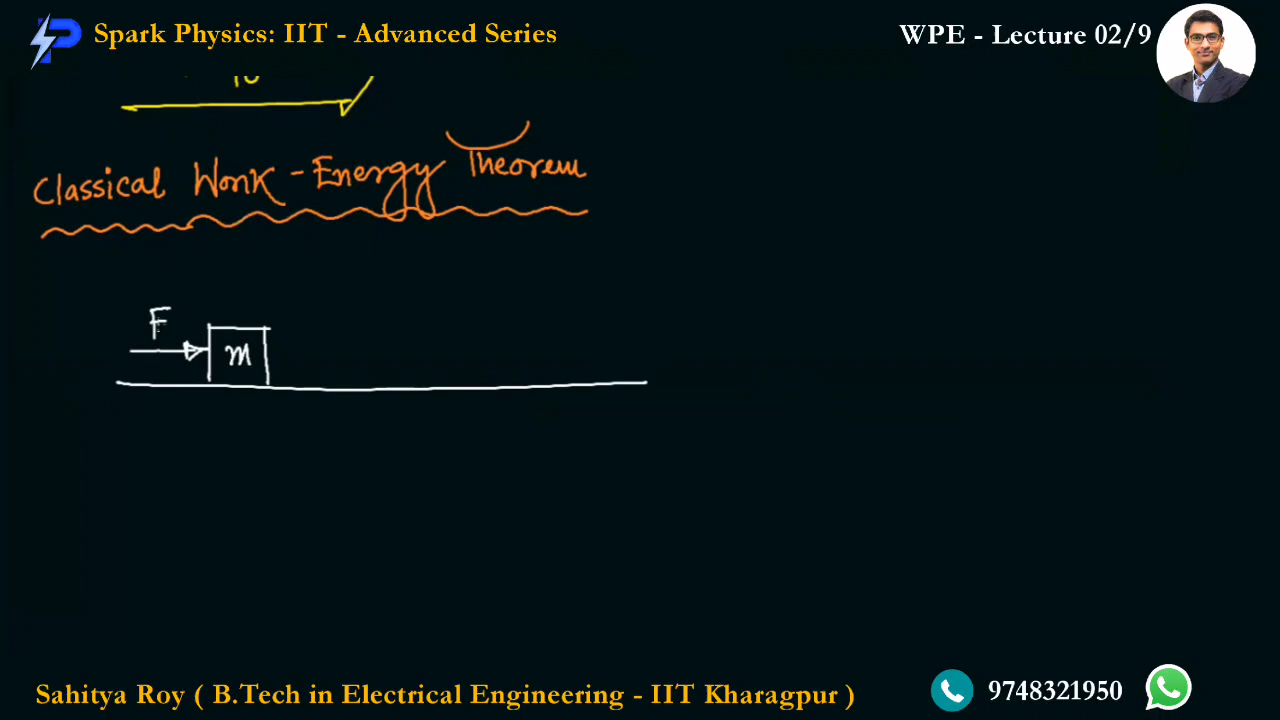 Spark Physics: IIT - Advanced Series
WPE - Lecture 02/9
Classical Work-Energy Theorem
F
m
Sahitya Roy ( B.Tech in Electrical Engineering - IIT Kharagpur )
9748321950